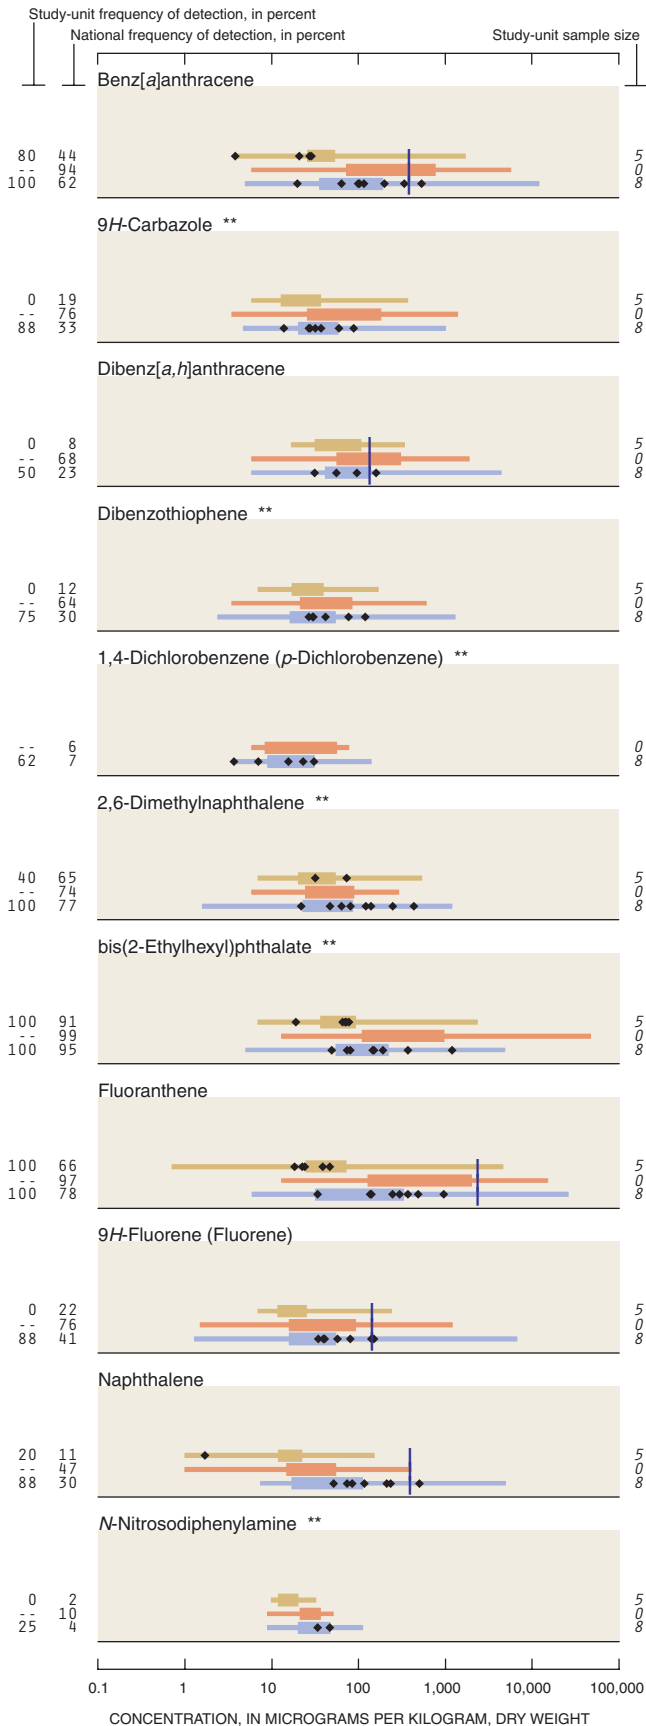 Study-unit frequency of detection, in percent
National frequency of detection, in percent Study-unit sample size
Benz[a]anthracene
80 44 5
-- 94 0
100 62 8
9H-Carbazole **
0 19 5
-- 76 0
88 33 8
Dibenz[a,h]anthracene
0 8 5
-- 68 0
50 23 8
Dibenzothiophene **
0 12 5
-- 64 0
75 30 8
1,4-Dichlorobenzene (p-Dichlorobenzene) **
-- 6 0
62 7 8
2,6-Dimethylnaphthalene **
40 65 5
-- 74 0
100 77 8
bis(2-Ethylhexyl)phthalate **
100 91 5
-- 99 0
100 95 8
Fluoranthene
100 66 5
-- 97 0
100 78 8
9H-Fluorene (Fluorene)
0 22 5
-- 76 0
88 41 8
Naphthalene
20 11 5
-- 47 0
88 30 8
N-Nitrosodiphenylamine **
0 2 5
-- 10 0
25 4 8
0.1 1 10 100 1,000 10,000 100,000
CONCENTRATION, IN MICROGRAMS PER KILOGRAM, DRY WEIGHT